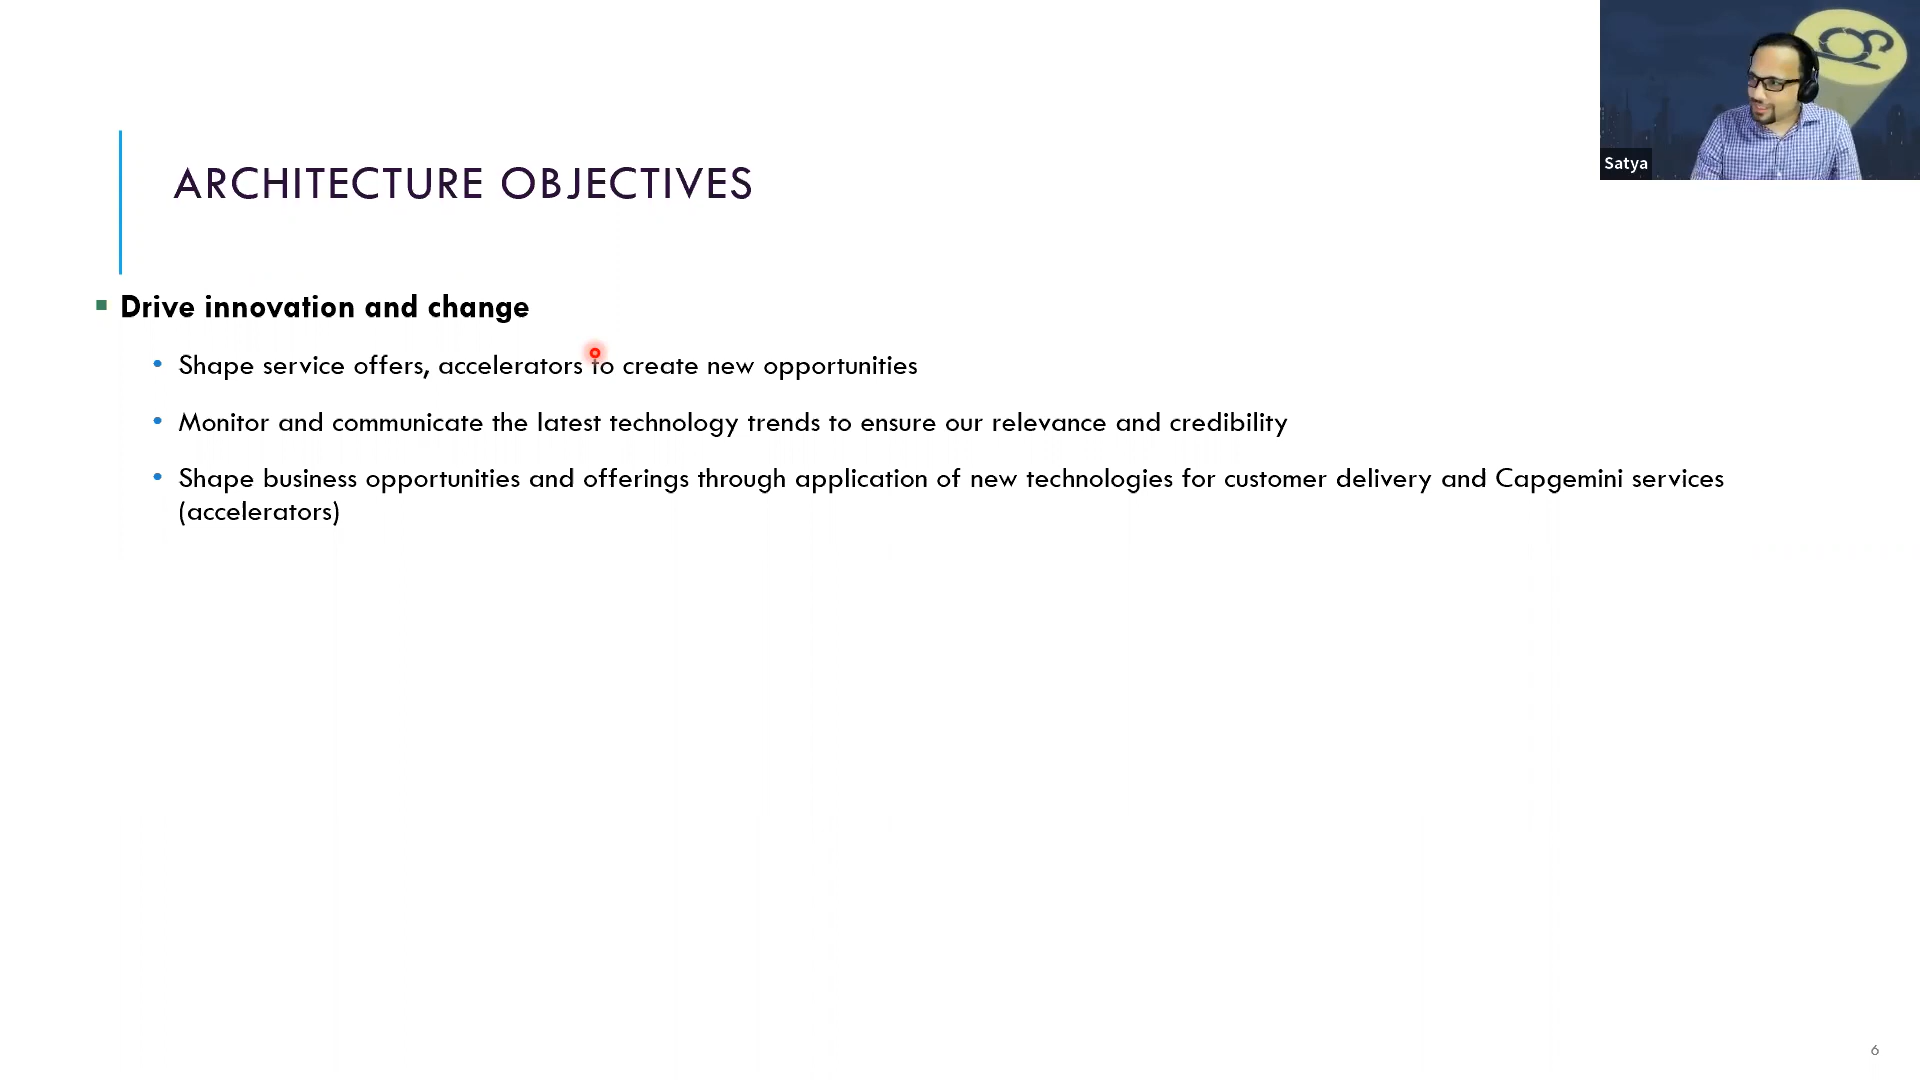 Satya
ARCHITECTURE OBJECTIVES
Drive innovation and change
Shape service offers, accelerators to create new opportunities
Monitor and communicate the latest technology trends to ensure our relevance and credibility
Shape business opportunities and offerings through application of new technologies for customer delivery and Capgemini services
(accelerators)
6